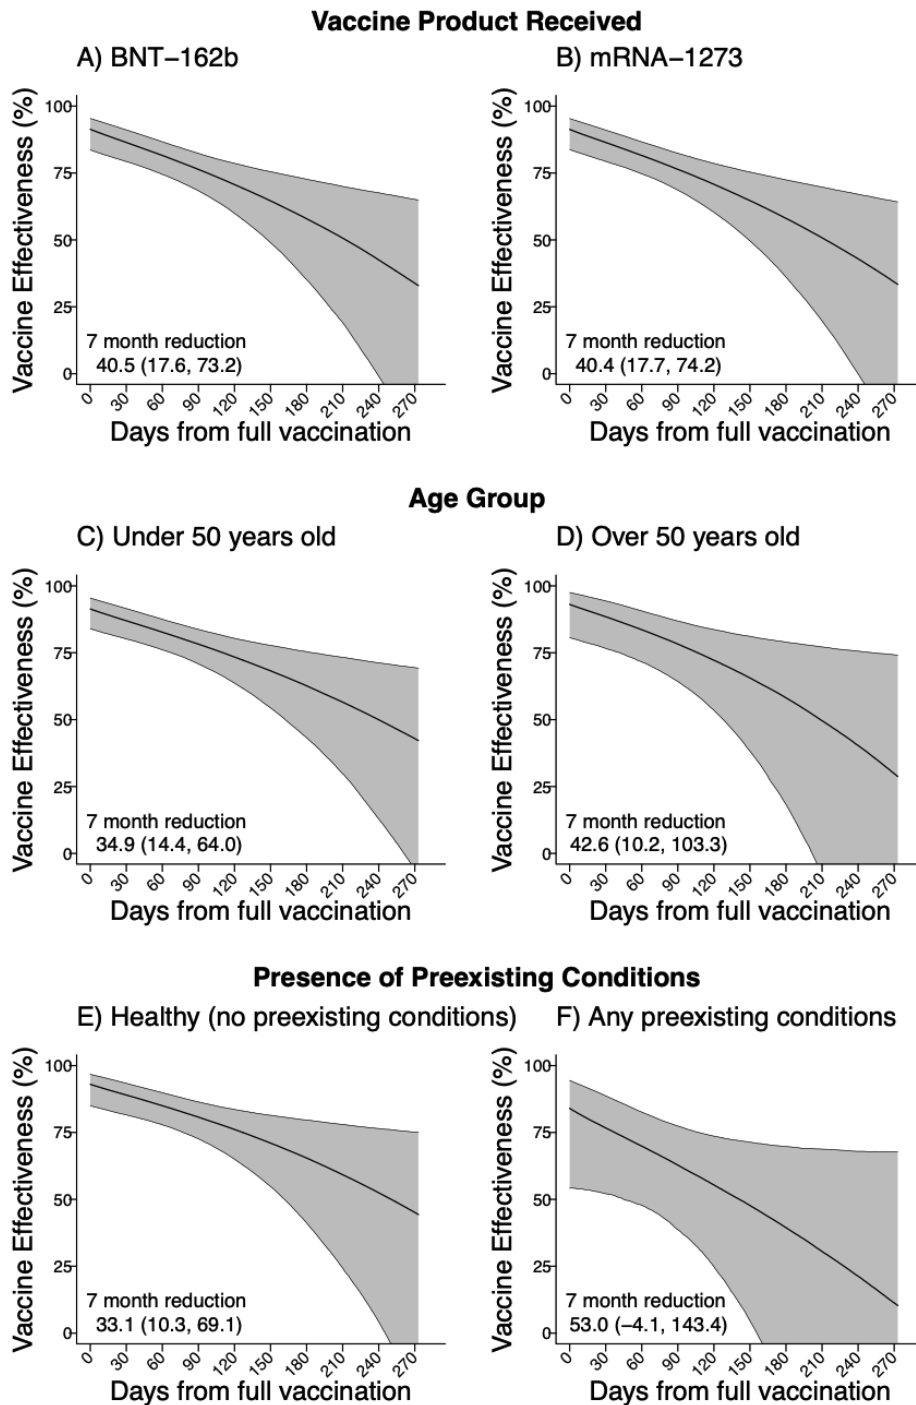 Vaccine Product Received
A) BNT−162b
B) mRNA−1273
Vaccine Effectiveness (%)
100
75
50
25
0
7 month reduction
40.5 (17.6, 73.2)
0 30 60 90 120 150 180 210 240 270
Days from full vaccination
Vaccine Effectiveness (%)
100
75
50
25
0
7 month reduction
40.4 (17.7, 74.2)
0 30 60 90 120 150 180 210 240 270
Days from full vaccination
Age Group
C) Under 50 years old
D) Over 50 years old
Vaccine Effectiveness (%)
100
75
50
25
0
7 month reduction
34.9 (14.4, 64.0)
0 30 60 90 120 150 180 210 240 270
Days from full vaccination
Vaccine Effectiveness (%)
100
75
50
25
0
7 month reduction
42.6 (10.2, 103.3)
0 30 60 90 120 150 180 210 240 270
Days from full vaccination
Presence of Preexisting Conditions
E) Healthy (no preexisting conditions)
F) Any preexisting conditions
Vaccine Effectiveness (%)
100
75
50
25
0
7 month reduction
33.1 (10.3, 69.1)
0 30 60 90 120 150 180 210 240 270
Days from full vaccination
Vaccine Effectiveness (%)
100
75
50
25
0
7 month reduction
53.0 (−4.1, 143.4)
0 30 60 90 120 150 180 210 240 270
Days from full vaccination